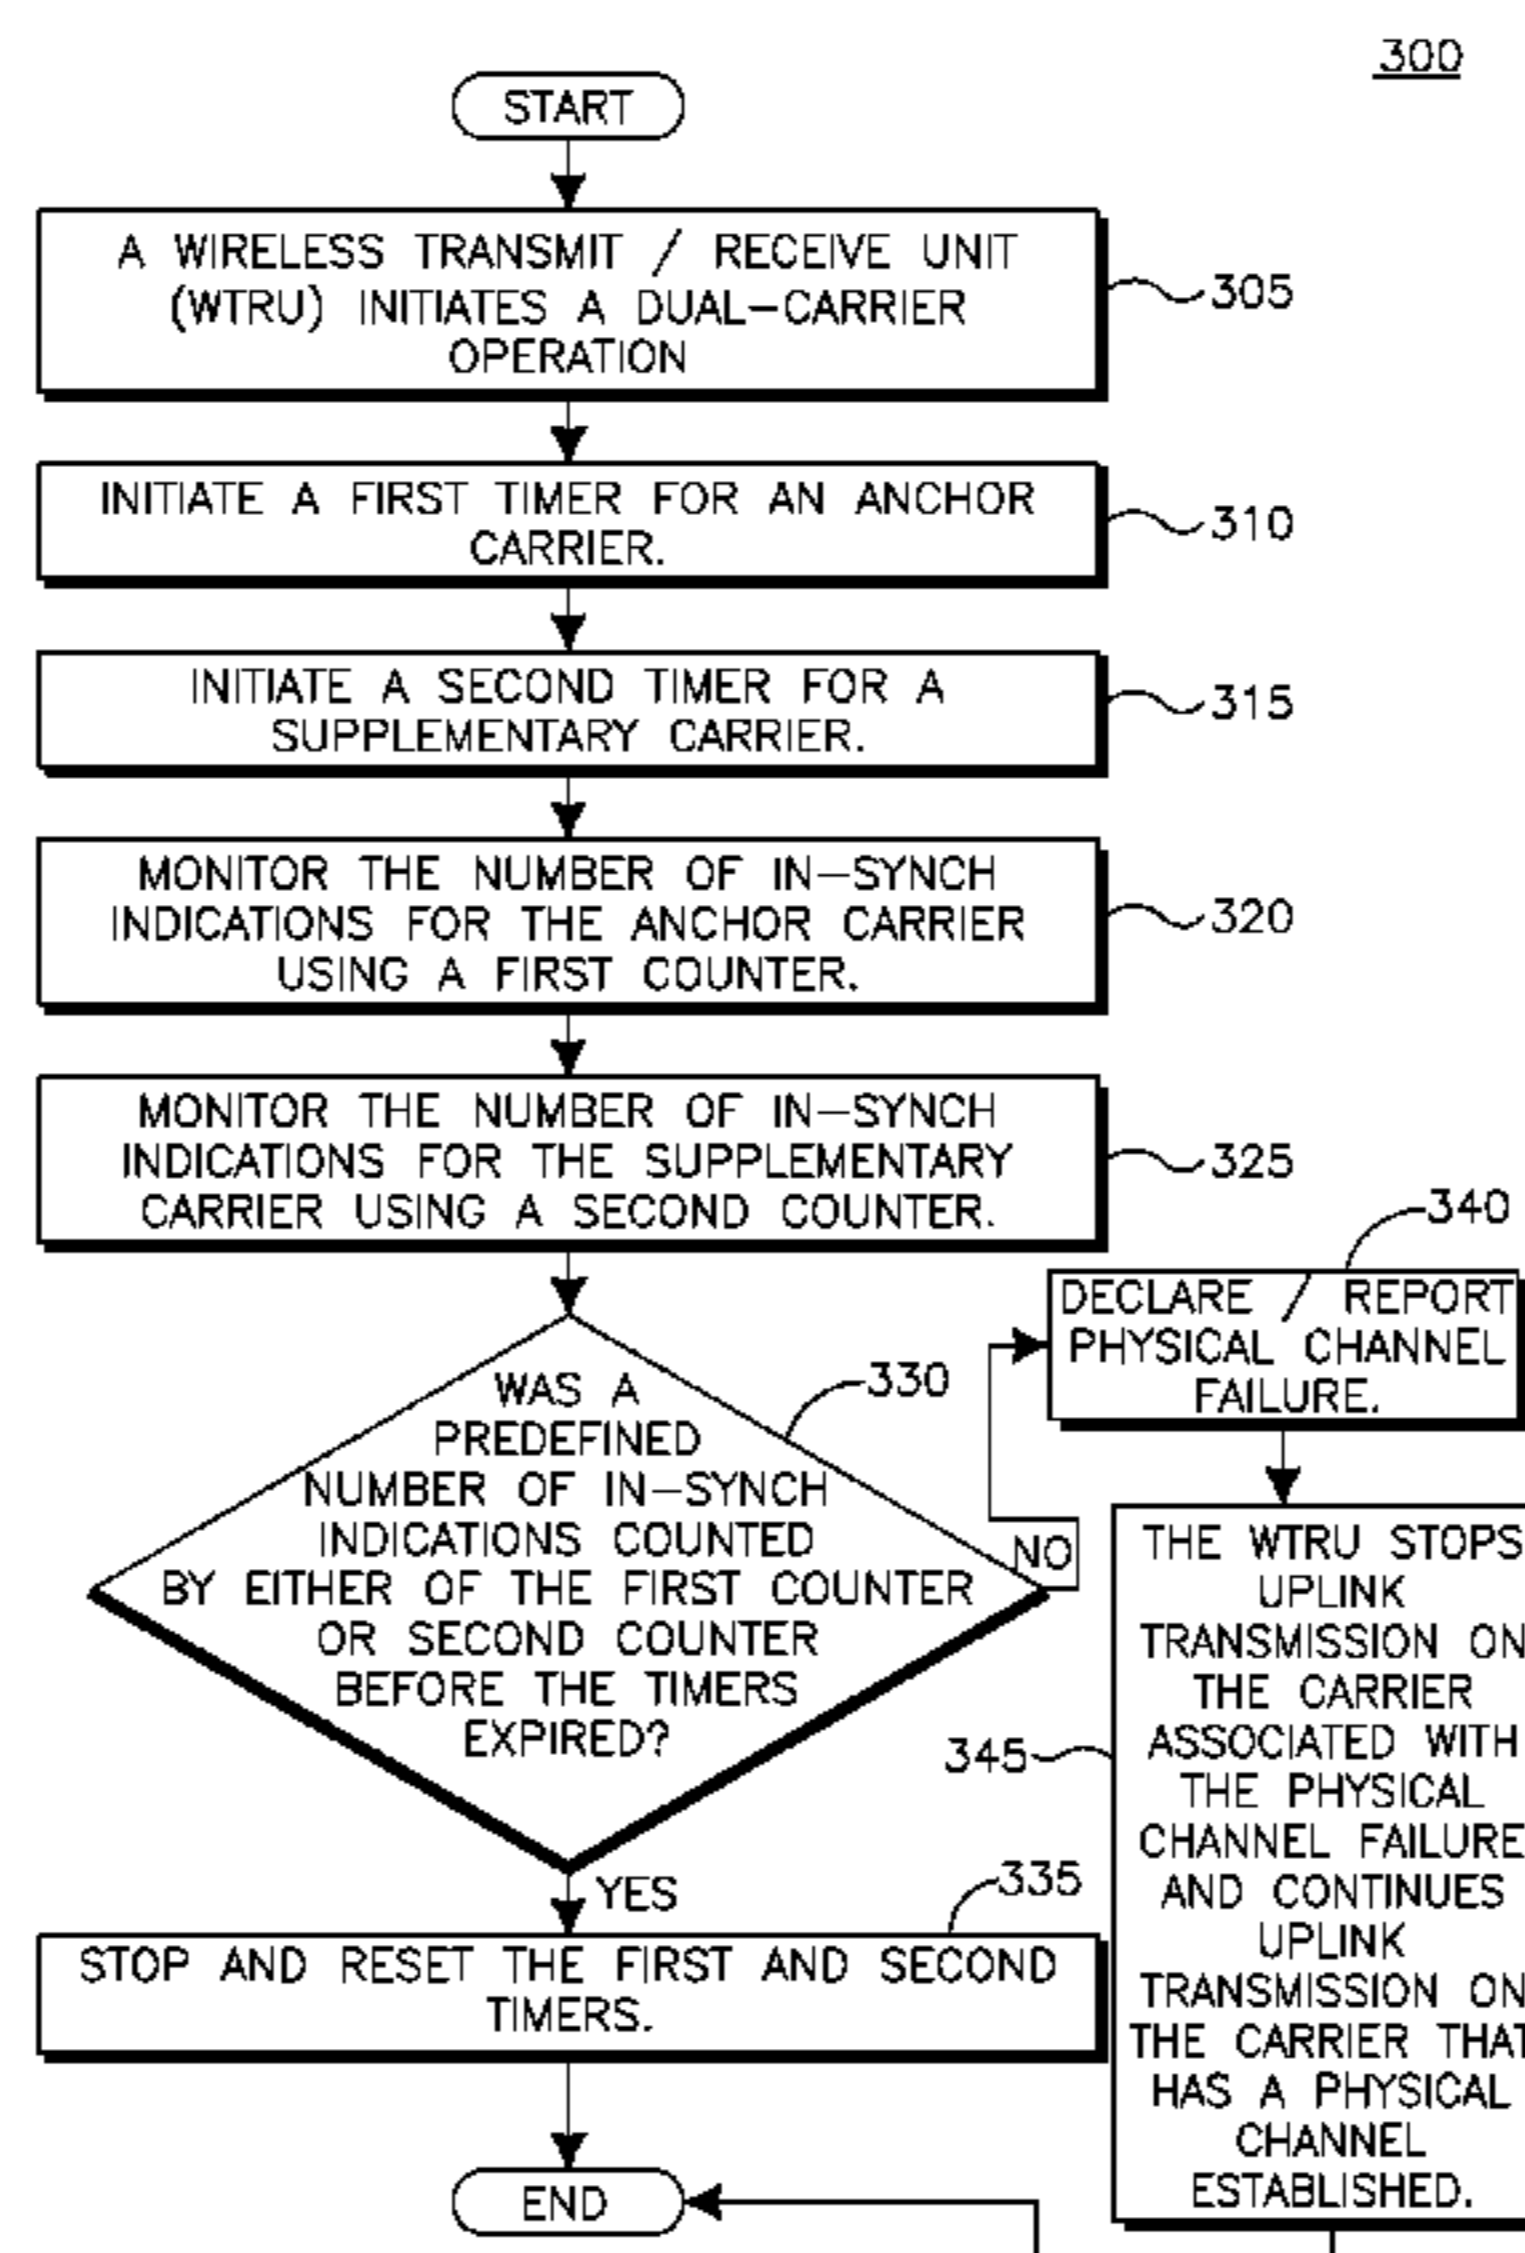 300
START
A WIRELESS TRANSMIT / RECEIVE UNIT
(WTRU) INITIATES A DUAL-CARRIER
OPERATION
305
INITIATE A FIRST TIMER FOR AN ANCHOR
CARRIER.
310
INITIATE A SECOND TIMER FOR A
SUPPLEMENTARY CARRIER.
315
MONITOR THE NUMBER OF IN-SYNCH
INDICATIONS FOR THE ANCHOR CARRIER
USING A FIRST COUNTER.
320
MONITOR THE NUMBER OF IN-SYNCH
INDICATIONS FOR THE SUPPLEMENTARY
CARRIER USING A SECOND COUNTER.
325
WAS A
PREDEFINED
NUMBER OF IN-SYNCH
INDICATIONS COUNTED
BY EITHER OF THE FIRST COUNTER
OR SECOND COUNTER
BEFORE THE TIMERS
EXPIRED?
330
NO
340
DECLARE / REPORT
PHYSICAL CHANNEL
FAILURE.
THE WTRU STOPS
UPLINK
TRANSMISSION ON
THE CARRIER
ASSOCIATED WITH
THE PHYSICAL
CHANNEL FAILURE
AND CONTINUES
UPLINK
TRANSMISSION ON
THE CARRIER THAT
HAS A PHYSICAL
CHANNEL
ESTABLISHED.
345
YES
335
STOP AND RESET THE FIRST AND SECOND
TIMERS.
END